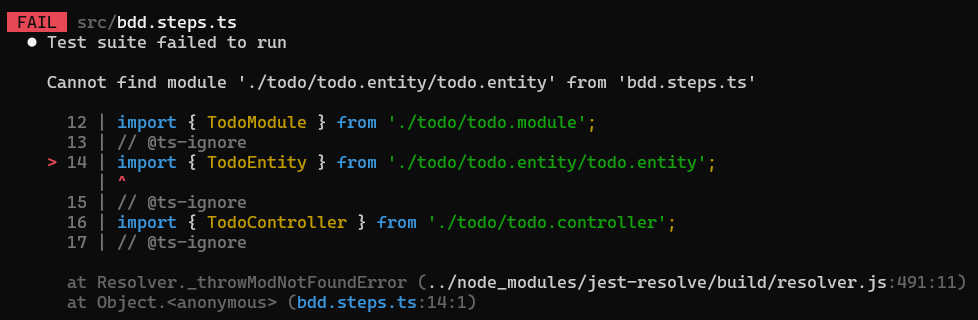 FAIL src/bdd.steps.ts
● Test suite failed to run
Cannot find module './todo/todo.entity/todo.entity' from 'bdd.steps.ts'
12 | import { TodoModule } from './todo/todo.module';
13 | // @ts-ignore
> 14 | import { TodoEntity } from './todo/todo.entity/todo.entity';
| ^
15 | // @ts-ignore
16 | import { TodoController } from './todo/todo.controller';
17 | // @ts-ignore
at Resolver._throwModNotFoundError (../node_modules/jest-resolve/build/resolver.js:491:11)
at Object.<anonymous> (bdd.steps.ts:14:1)